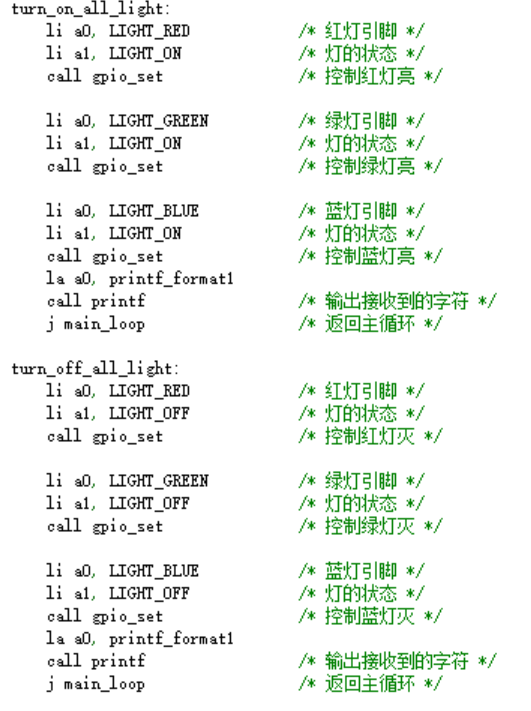 turn_on_all_light:
li a0, LIGHT_RED /* 红灯引脚 */
li a1, LIGHT_ON /* 灯的状态 */
call gpio_set /* 控制红灯亮 */
li a0, LIGHT_GREEN /* 绿灯引脚 */
li a1, LIGHT_ON /* 灯的状态 */
call gpio_set /* 控制绿灯亮 */
li a0, LIGHT_BLUE /* 蓝灯引脚 */
li a1, LIGHT_ON /* 灯的状态 */
call gpio_set /* 控制蓝灯亮 */
la a0, printf_format1
call printf /* 输出接收到的字符 */
j main_loop /* 返回主循环 */
turn_off_all_light:
li a0, LIGHT_RED /* 红灯引脚 */
li a1, LIGHT_OFF /* 灯的状态 */
call gpio_set /* 控制红灯灭 */
li a0, LIGHT_GREEN /* 绿灯引脚 */
li a1, LIGHT_OFF /* 灯的状态 */
call gpio_set /* 控制绿灯灭 */
li a0, LIGHT_BLUE /* 蓝灯引脚 */
li a1, LIGHT_OFF /* 灯的状态 */
call gpio_set /* 控制蓝灯灭 */
la a0, printf_format1
call printf /* 输出接收到的字符 */
j main_loop /* 返回主循环 */